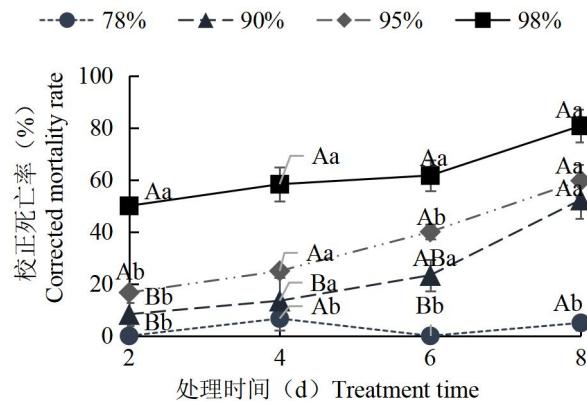 78% 90% 95% 98%
校正死亡率（%）
Corrected mortality rate
100
80
60
40
20
0
Aa
Ab
Bb
Bb
Aa
Aa
Ba
Ab
Aa
Ab
ABa
Bb
Aa
Aa
Aa
Ab
2 4 6 8
处理时间（d）Treatment time